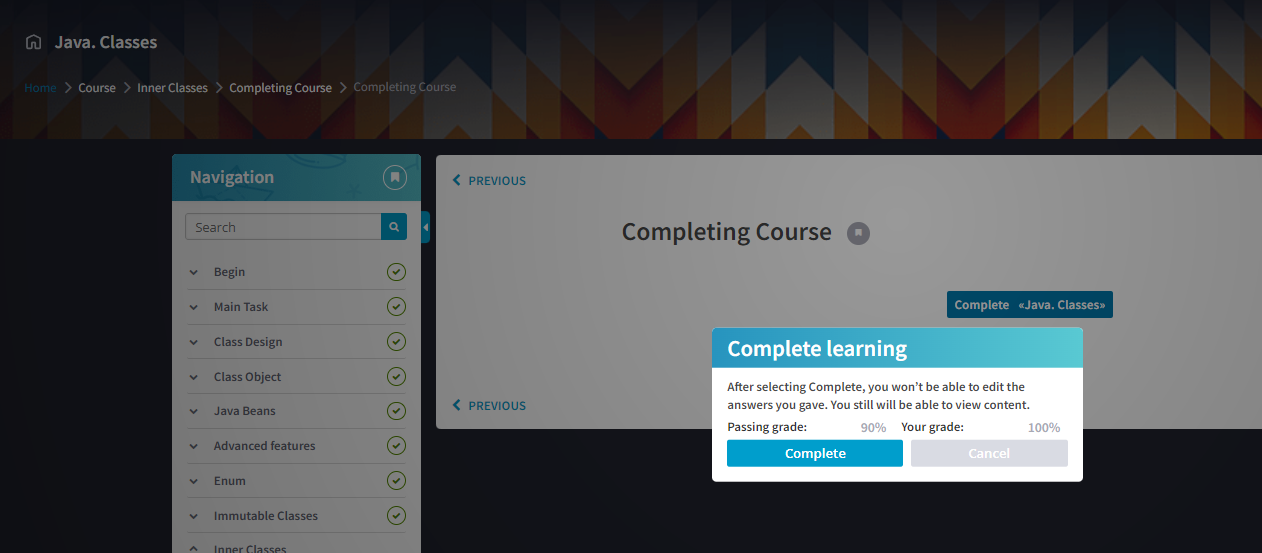 Java. Classes
Home Course Inner Classes Completing Course Completing Course
Navigation
Search
Begin
Main Task
Class Design
Class Object
Java Beans
Advanced features
Enum
Immutable Classes
Inner Classes
PREVIOUS
Completing Course
Complete «Java. Classes»
PREVIOUS
Complete learning
After selecting Complete, you won't be able to edit the
answers you gave. You still will be able to view content.
Passing grade: 90% Your grade: 100%
Complete Cancel